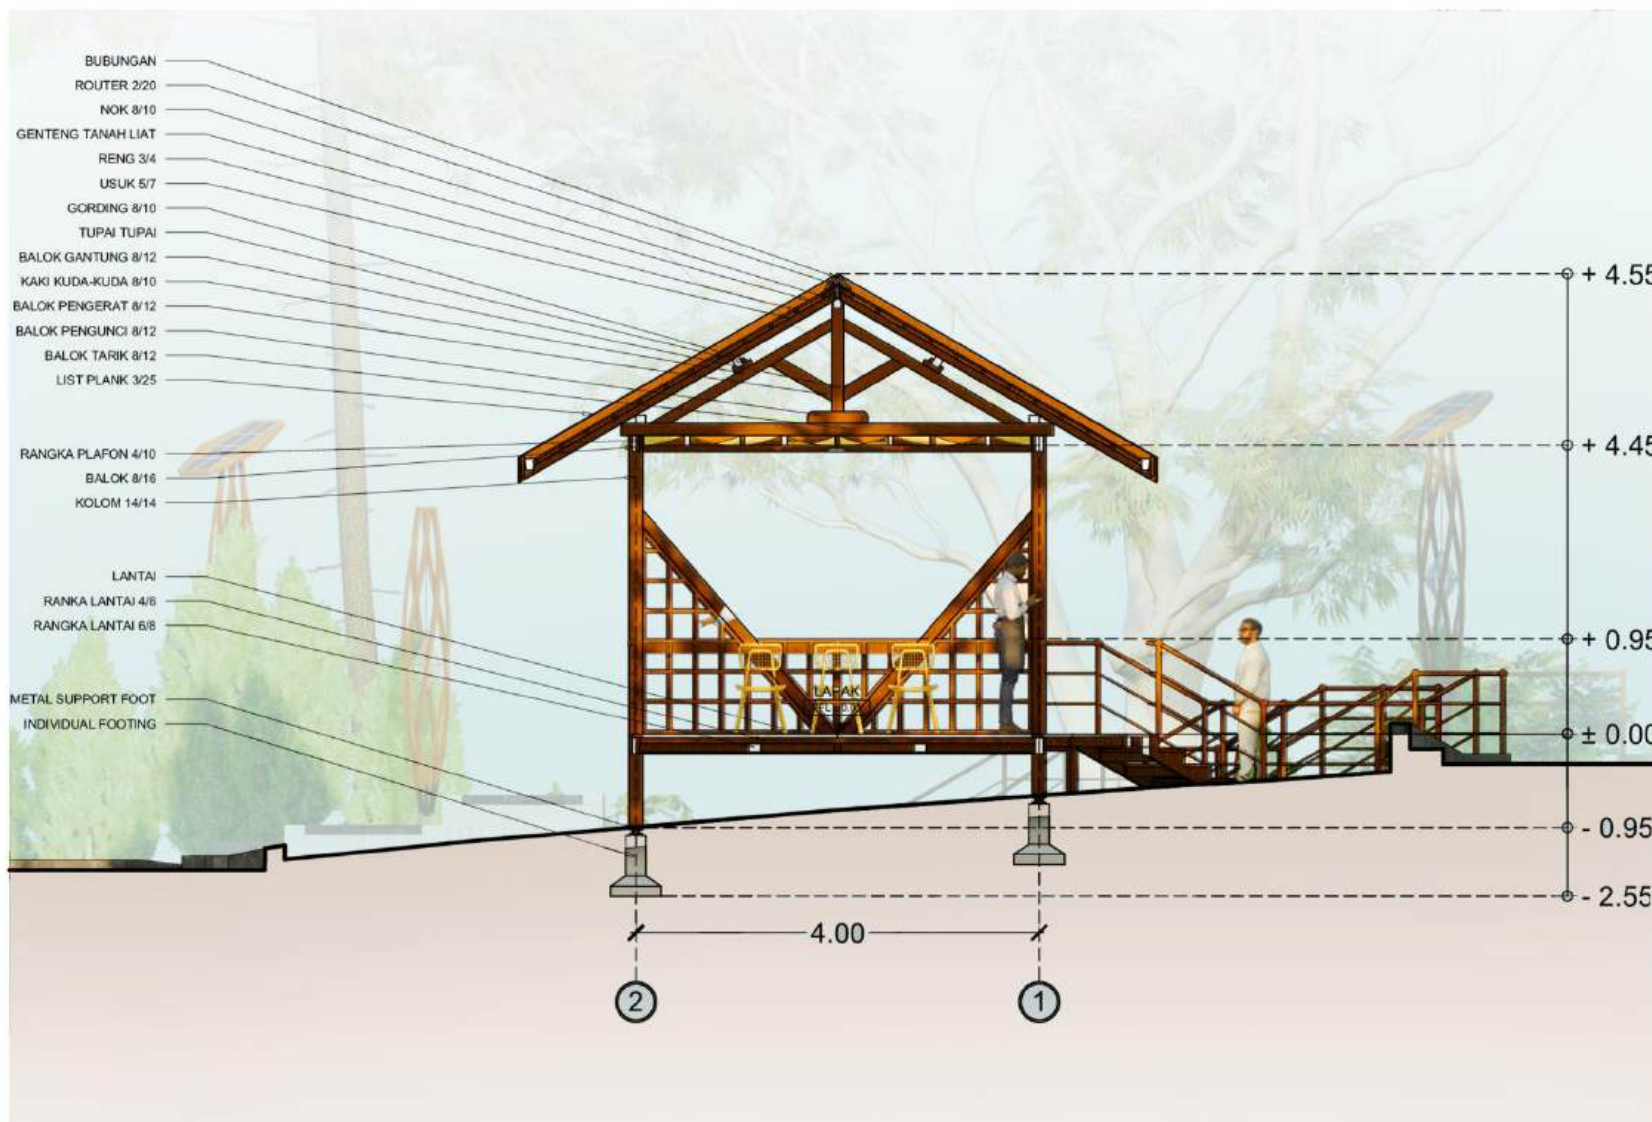 BUBUNGAN
ROUTER 2/20
NOK 8/10
GENTENG TANAH LIAT
RENG 3/4
USUK 5/7
GORDING 8/10
TUPAI TUPAI
BALOK GANTUNG 8/12
KAKI KUDA-KUDA 8/10
BALOK PENGERAT 8/12
BALOK PENGUNCI 8/12
BALOK TARIK 8/12
LIST PLANK 3/25
RANGKA PLAFON 4/10
BALOK 8/16
KOLOM 14/14
LANTAI
RANKA LANTAI 4/6
RANGKA LANTAI 6/8
METAL SUPPORT FOOT
INDIVIDUAL FOOTING
+ 4.55
+ 4.45
+ 0.95
± 0.00
- 0.95
- 2.55
LAPAK
4.00
2
1